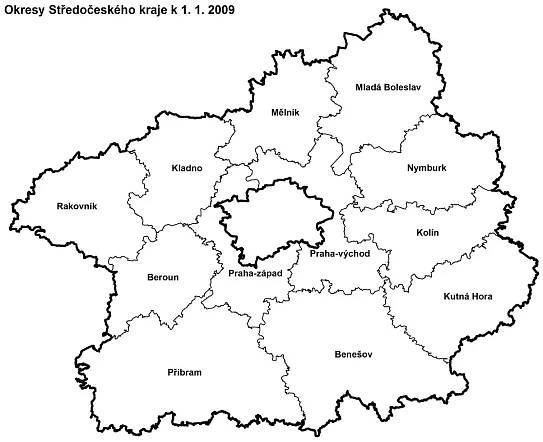 Okresy Středočeského kraje k 1. 1. 2009
Mladá Boleslav
Mělník
Kladno
Nymburk
Rakovník
Kolín
Praha-východ
Praha-západ
Beroun
Kutná Hora
Benešov
Příbram